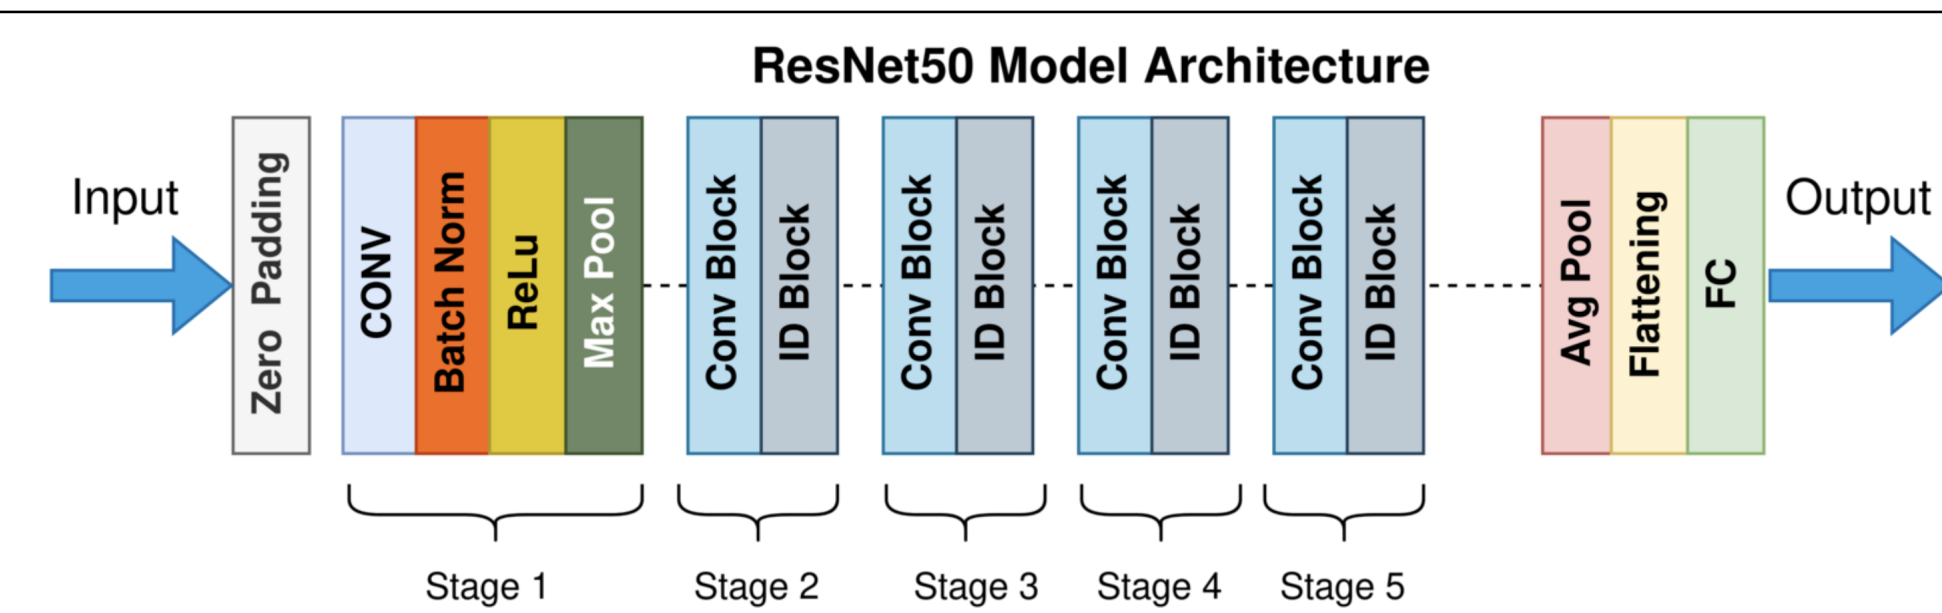 ResNet50 Model Architecture
Input
Zero Padding
CONV
Batch Norm
ReLu
Max Pool
Conv Block
ID Block
Conv Block
ID Block
Conv Block
ID Block
Conv Block
ID Block
Avg Pool
Flattening
FC
Output
Stage 1
Stage 2
Stage 3
Stage 4
Stage 5